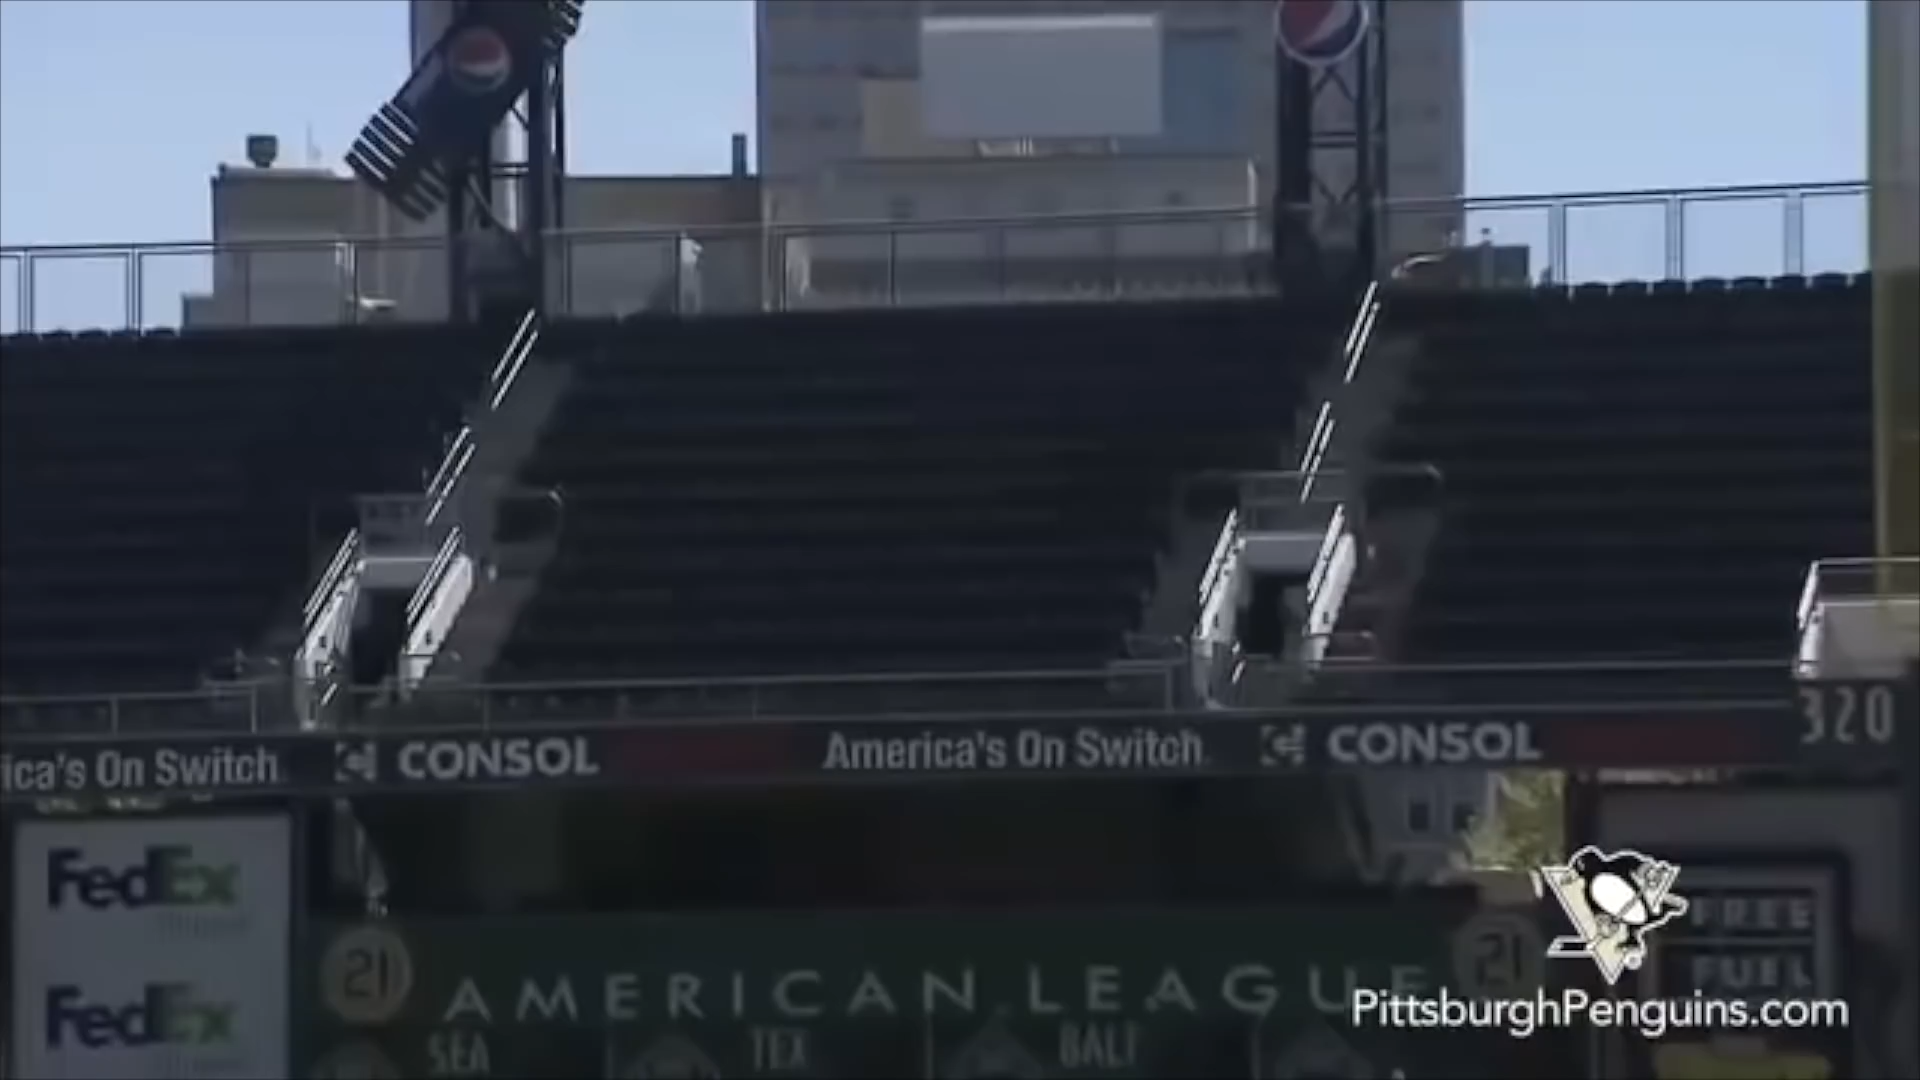 ica's On Switch. CONSOL America's On Switch. CONSOL
320
FedEx
FedEx
21 AMERICAN LEAGUE 21
SEA TEX BALT
FREE
FUEL
PittsburghPenguins.com